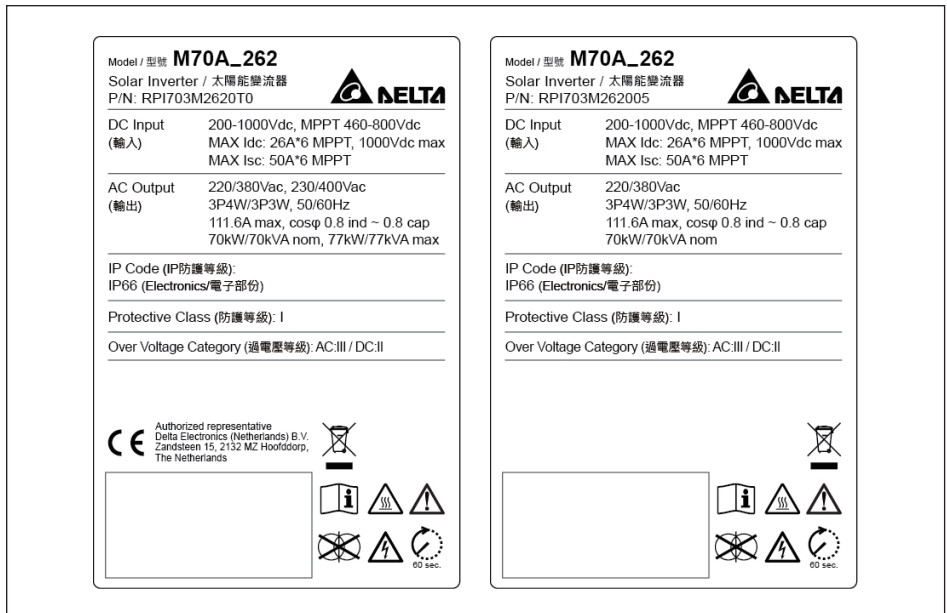 Model / 型號 M70A_262
Solar Inverter / 太陽能變流器
P/N: RPI703M2620T0
DELTA
DC Input 200-1000Vdc, MPPT 460-800Vdc
(輸入) MAX Idc: 26A*6 MPPT, 1000Vdc max
MAX Isc: 50A*6 MPPT
AC Output 220/380Vac, 230/400Vac
(輸出) 3P4W/3P3W, 50/60Hz
111.6A max, cosφ 0.8 ind ~ 0.8 cap
70kW/70kVA nom, 77kW/77kVA max
IP Code (IP防護等級):
IP66 (Electronics/電子部份)
Protective Class (防護等級): I
Over Voltage Category (過電壓等級): AC:III / DC:II
CE
Authorized representative
Delta Electronics (Netherlands) B.V.
Zandsteen 15, 2132 MZ Hoofddorp,
The Netherlands
60 sec.
Model / 型號 M70A_262
Solar Inverter / 太陽能變流器
P/N: RPI703M262005
DELTA
DC Input 200-1000Vdc, MPPT 460-800Vdc
(輸入) MAX Idc: 26A*6 MPPT, 1000Vdc max
MAX Isc: 50A*6 MPPT
AC Output 220/380Vac
(輸出) 3P4W/3P3W, 50/60Hz
111.6A max, cosφ 0.8 ind ~ 0.8 cap
70kW/70kVA nom
IP Code (IP防護等級):
IP66 (Electronics/電子部份)
Protective Class (防護等級): I
Over Voltage Category (過電壓等級): AC:III / DC:II
60 sec.